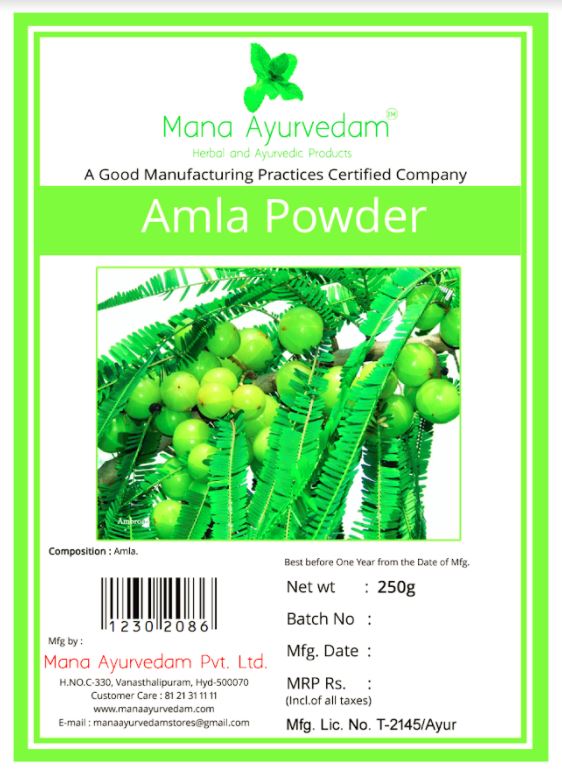 Mana Ayurvedam TM
Herbal and Ayurvedic Products
A Good Manufacturing Practices Certified Company
Amla Powder
Composition : Amla.
12302086
Mfg by :
Mana Ayurvedam Pvt. Ltd.
H.NO.C-330, Vanasthalipuram, Hyd-500070
Customer Care : 81 21 31 11 11
www.manaayurvedam.com
E-mail : manaayurvedamstores@gmail.com
Best before One Year from the Date of Mfg.
Net wt : 250g
Batch No :
Mfg. Date :
MRP Rs. :
(Incl.of all taxes)
Mfg. Lic. No. T-2145/Ayur